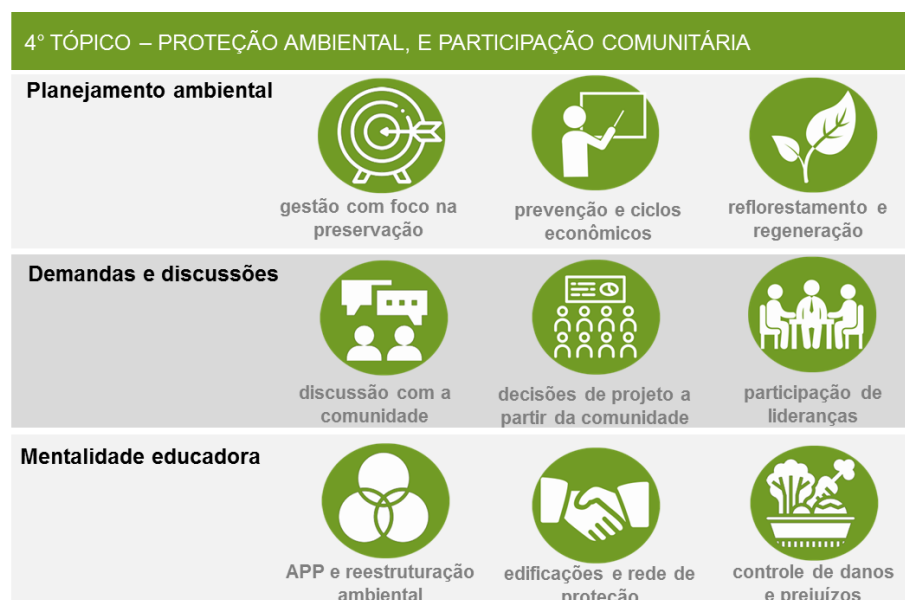 4° TÓPICO – PROTEÇÃO AMBIENTAL, E PARTICIPAÇÃO COMUNITÁRIA
Planejamento ambiental
gestão com foco na
preservação
prevenção e ciclos
econômicos
reflorestamento e
regeneração
Demandas e discussões
discussão com a
comunidade
decisões de projeto a
partir da comunidade
participação de
lideranças
Mentalidade educadora
APP e reestruturação
ambiental
edificações e rede de
proteção
controle de danos
e prejuízos